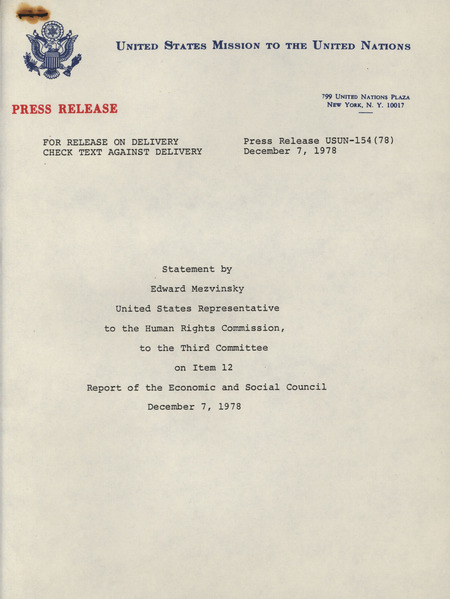 UNITED STATES MISSION TO THE UNITED NATIONS
799 UNITED NATIONS PLAZA
NEW YORK, N. Y. 10017
PRESS RELEASE
FOR RELEASE ON DELIVERY
CHECK TEXT AGAINST DELIVERY
Press Release USUN-154(78)
December 7, 1978
Statement by
Edward Mezvinsky
United States Representative
to the Human Rights Commission,
to the Third Committee
on Item 12
Report of the Economic and Social Council
December 7, 1978